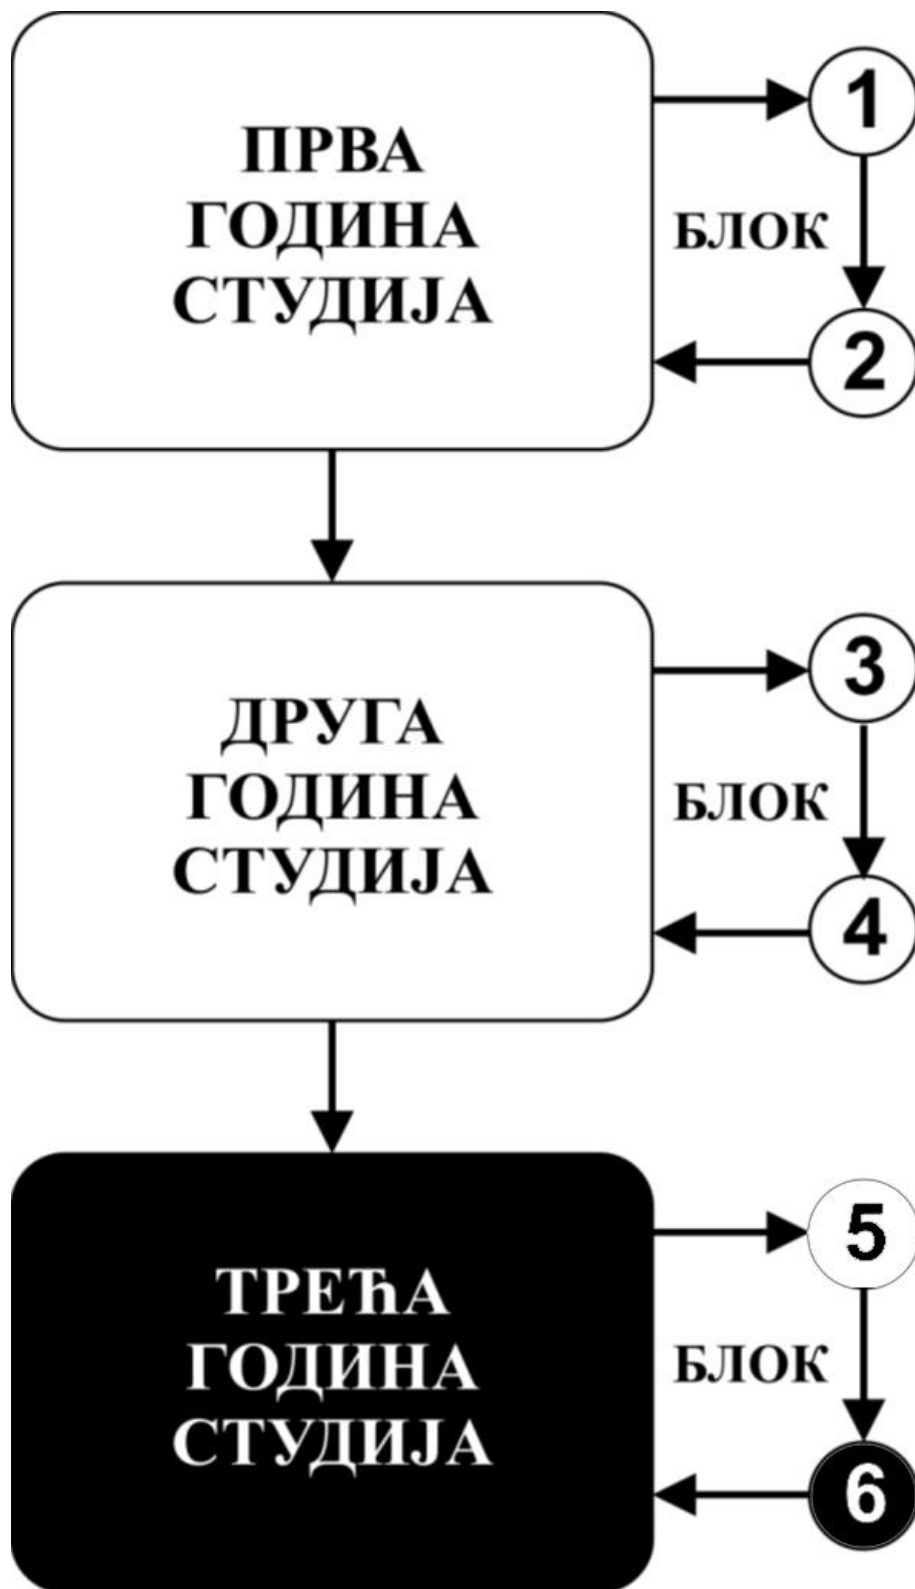 ПРВА
ГОДИНА
СТУДИЈА
1
БЛОК
2
ДРУГА
ГОДИНА
СТУДИЈА
3
БЛОК
4
ТРЕЋА
ГОДИНА
СТУДИЈА
5
БЛОК
6